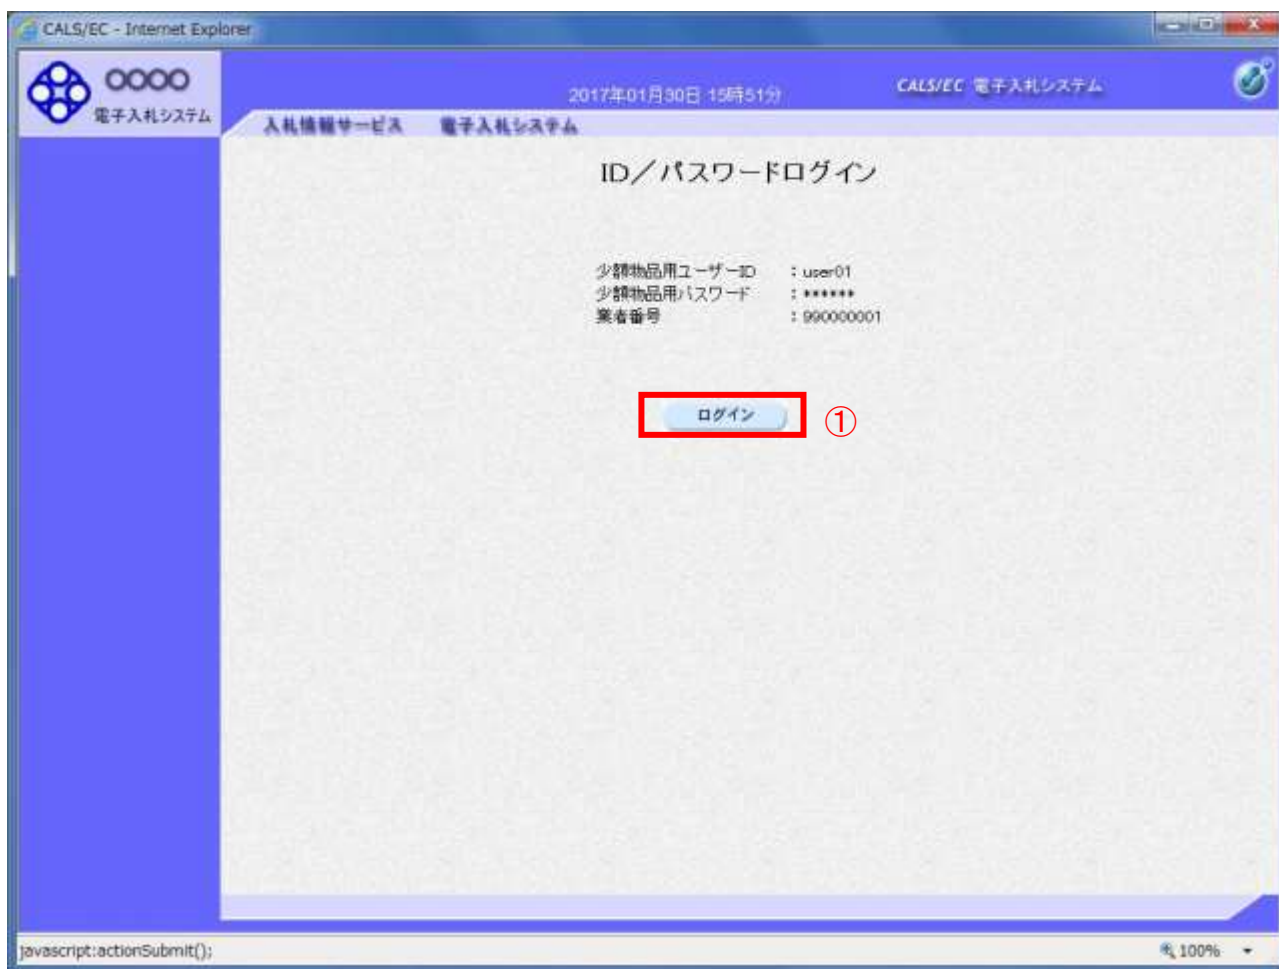 CALS/EC - Internet Explorer
○○○○
電子入札システム
2017年01月30日 15時51分
CALS/EC 電子入札システム
入札情報サービス 電子入札システム
ID／パスワードログイン
少額物品用ユーザーID ：user01
少額物品用パスワード ：******
業者番号 ：990000001
ログイン
①
javascript:actionSubmit();
100%